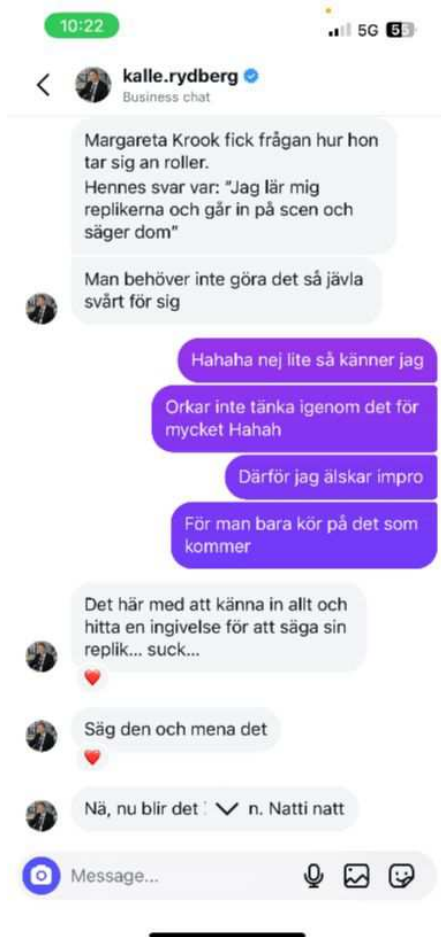 10:22
5G 55
kalle.rydberg
Business chat
Margareta Krook fick frågan hur hon
tar sig an roller.
Hennes svar var: "Jag lär mig
replikerna och går in på scen och
säger dom"
Man behöver inte göra det så jävla
svårt för sig
Hahaha nej lite så känner jag
Orkar inte tänka igenom det för
mycket Hahah
Därför jag älskar impro
För man bara kör på det som
kommer
Det här med att känna in allt och
hitta en ingivelse för att säga sin
replik... suck...
Säg den och mena det
Nä, nu blir det n. Natti natt
Message...